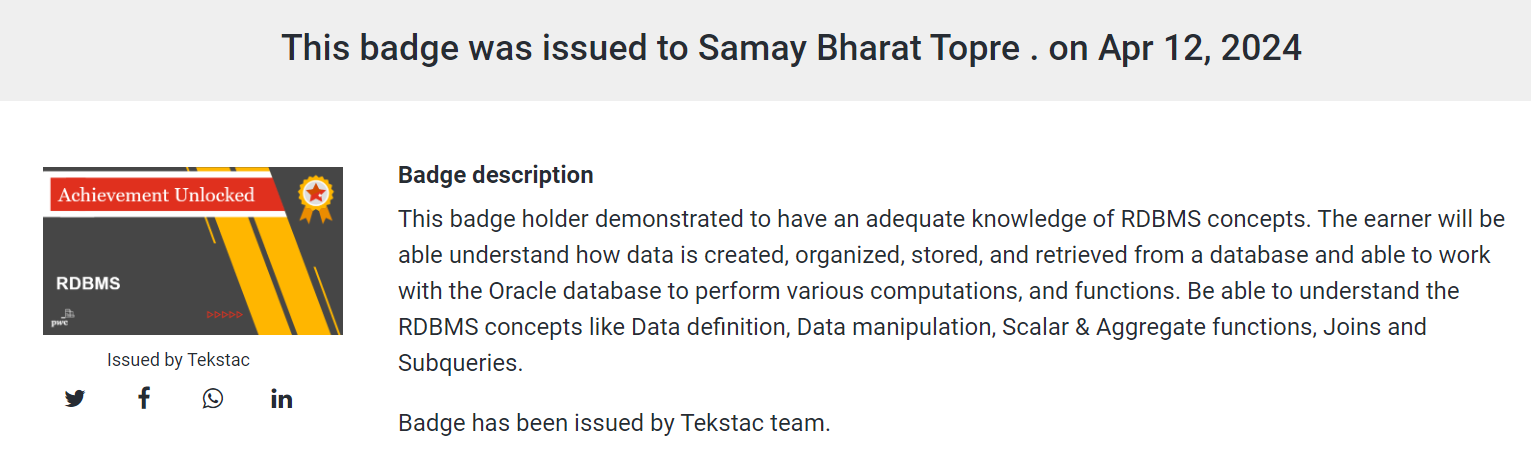 This badge was issued to Samay Bharat Topre . on Apr 12, 2024
Achievement Unlocked
RDBMS
pwc
Issued by Tekstac
Badge description
This badge holder demonstrated to have an adequate knowledge of RDBMS concepts. The earner will be
able understand how data is created, organized, stored, and retrieved from a database and able to work
with the Oracle database to perform various computations, and functions. Be able to understand the
RDBMS concepts like Data definition, Data manipulation, Scalar & Aggregate functions, Joins and
Subqueries.
Badge has been issued by Tekstac team.